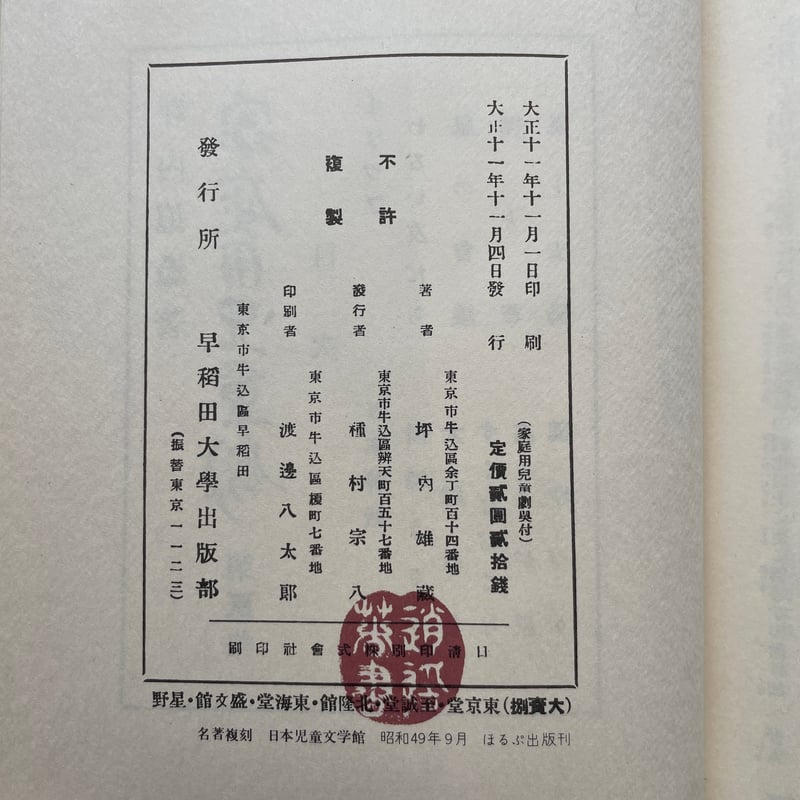 大正十一年十一月一日印刷
大正十一年十一月四日發行
(家庭用兒童劇奥付)
定價貳圓貳拾錢
不許
複製
東京市牛込區余丁町百十四番地
著者 坪內雄藏
東京市牛込區辨天町百五十七番地
發行者 種村宗八
東京市牛込區榎町七番地
印刷者 渡邊八太郎
東京市牛込區早稻田
發行所 早稻田大學出版部
(振替東京一一二三)
日淸印刷株式會社印刷
(大賣捌)東京堂・至誠堂・北隆館・東海堂・盛文館・星野
名著複刻 日本児童文学館 昭和49年9月 ほるぷ出版刊